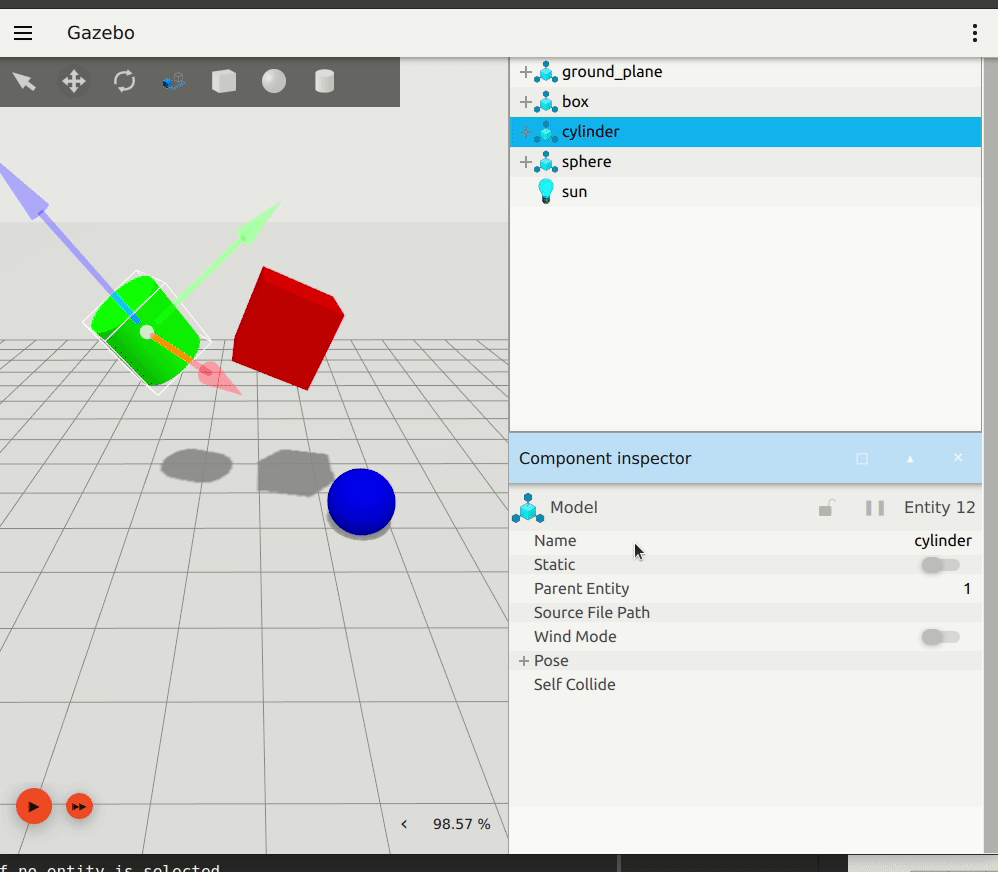 Gazebo
ground_plane
box
cylinder
sphere
sun
Component inspector
Model Entity 12
Name cylinder
Static
Parent Entity 1
Source File Path
Wind Mode
Pose
Self Collide
98.57 %
f no entity is selected